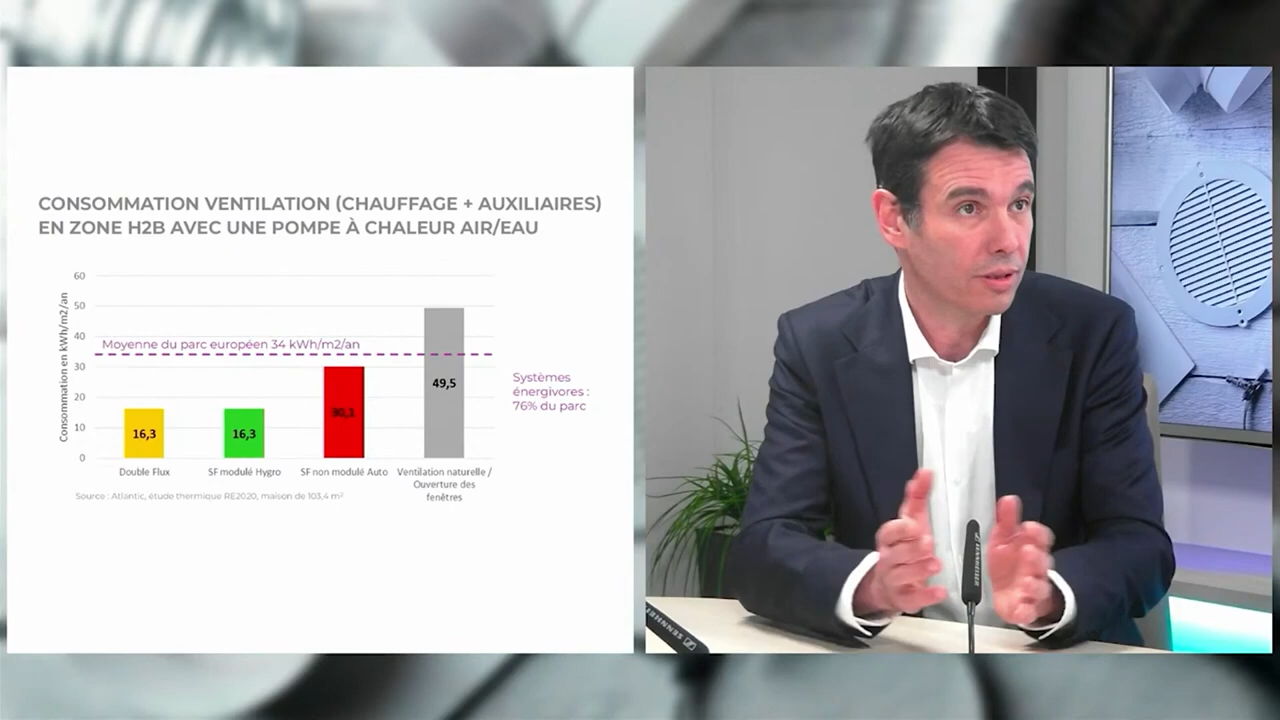 CONSOMMATION VENTILATION (CHAUFFAGE + AUXILIAIRES)
EN ZONE H2B AVEC UNE POMPE À CHALEUR AIR/EAU
Consommation en kWh/m2/an
60
50
40
30
20
10
0
Moyenne du parc européen 34 kWh/m2/an
16,3
16,3
30,1
49,5
Systèmes
énergivores :
76% du parc
Double Flux
SF modulé Hygro
SF non modulé Auto
Ventilation naturelle /
Ouverture des
fenêtres
Source : Atlantic, étude thermique RE2020, maison de 103,4 m²
SENNHEISER
SENNHEISER